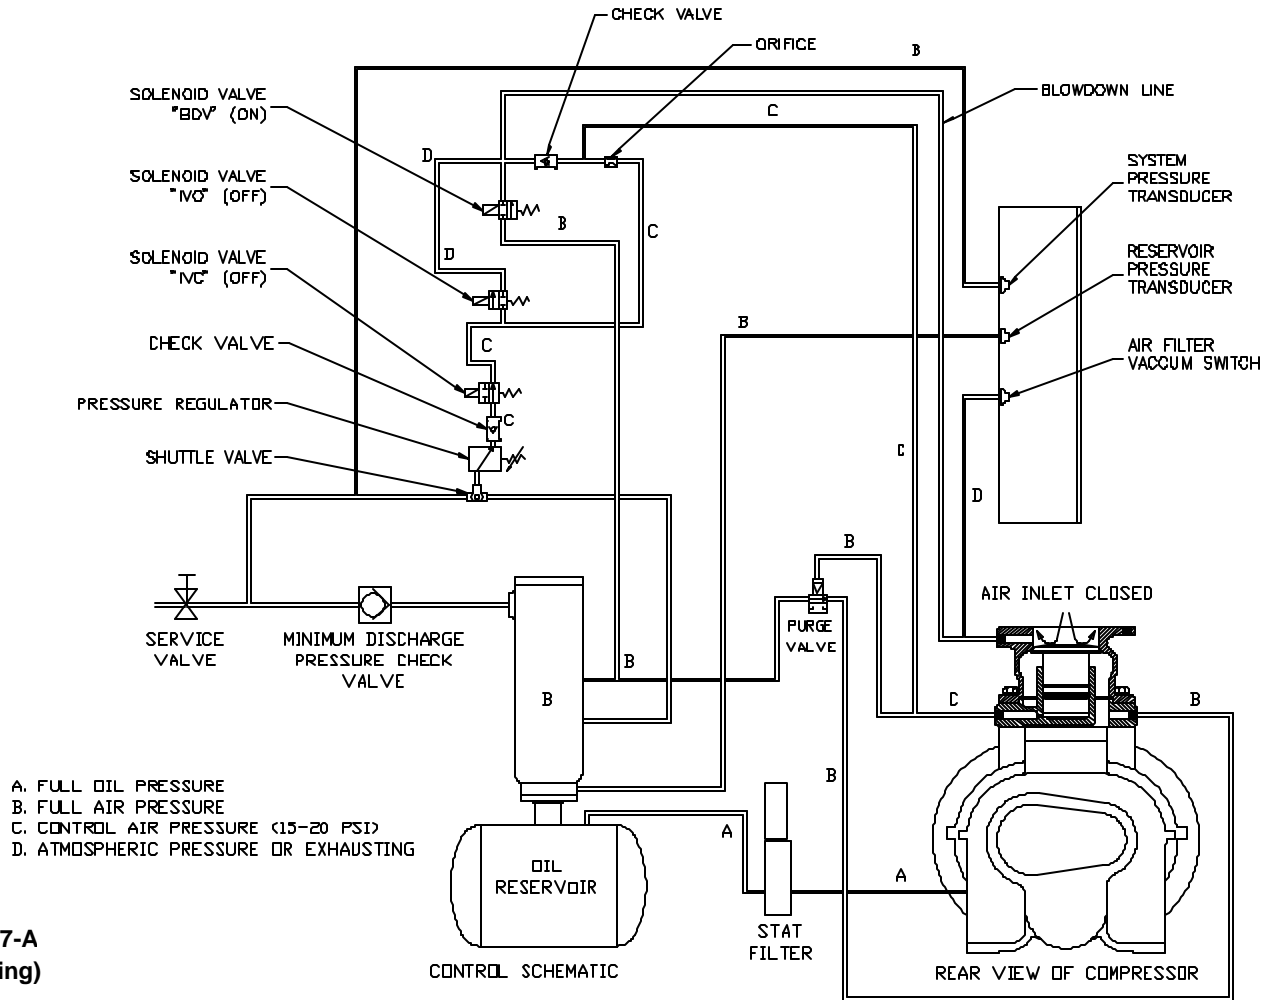 CHECK VALVE
ORIFICE
B
BLOWDOWN LINE
SOLENOID VALVE
"BDV" (ON)
C
D
SYSTEM
PRESSURE
TRANSDUCER
SOLENOID VALVE
"IVO" (OFF)
B
C
RESERVOIR
PRESSURE
TRANSDUCER
SOLENOID VALVE
"IVC" (OFF)
D
B
CHECK VALVE
C
AIR FILTER
VACCUM SWITCH
PRESSURE REGULATOR
C
SHUTTLE VALVE
C
D
B
AIR INLET CLOSED
SERVICE
VALVE
MINIMUM DISCHARGE
PRESSURE CHECK
VALVE
PURGE
VALVE
B
B
C
B
B
A. FULL OIL PRESSURE
B. FULL AIR PRESSURE
C. CONTROL AIR PRESSURE (15-20 PSI)
D. ATMOSPHERIC PRESSURE OR EXHAUSTING
A
A
OIL
RESERVOIR
STAT
FILTER
7-A
ing)
CONTROL SCHEMATIC
REAR VIEW OF COMPRESSOR